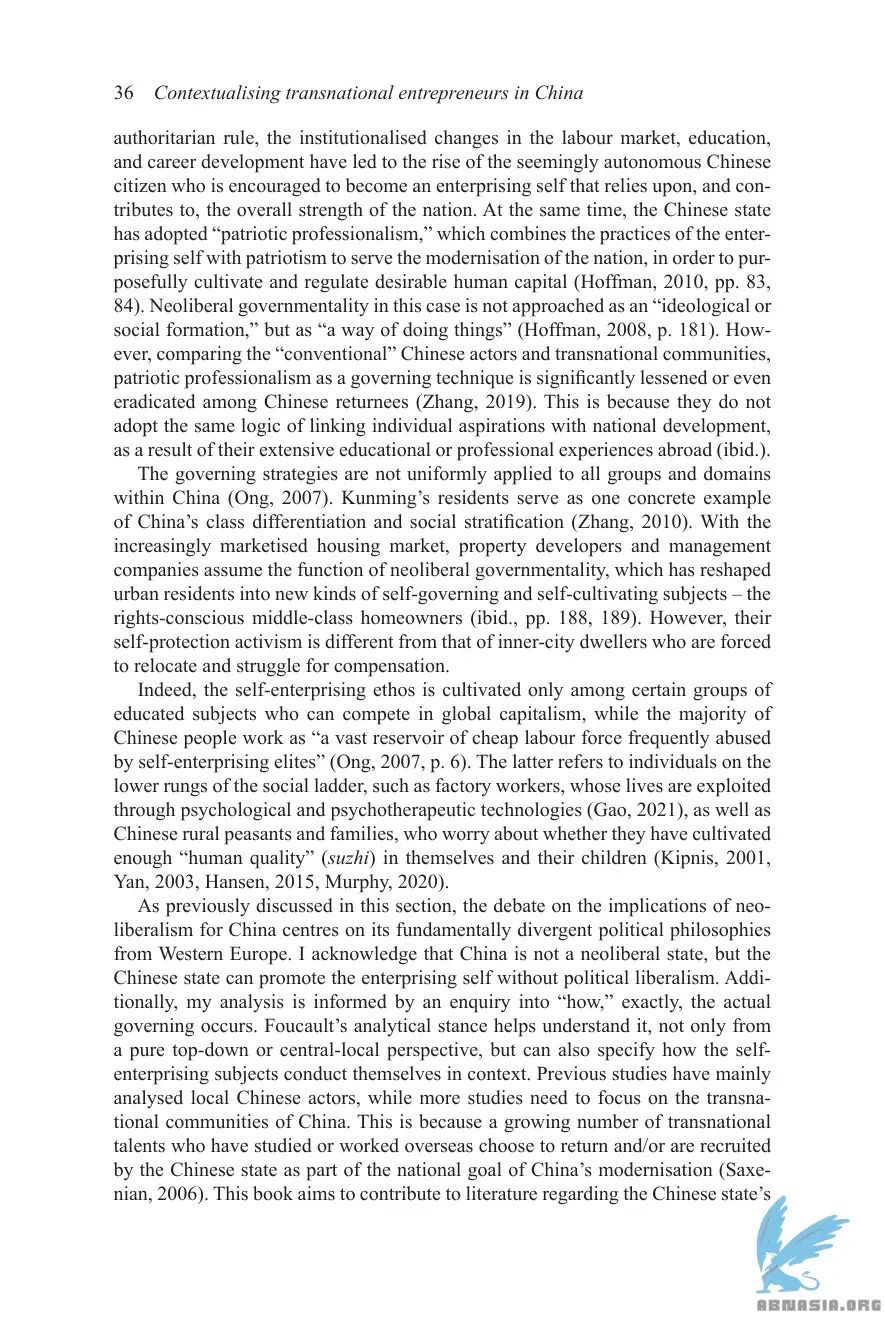 36 Contextualising transnational entrepreneurs in China
authoritarian rule, the institutionalised changes in the labour market, education,
and career development have led to the rise of the seemingly autonomous Chinese
citizen who is encouraged to become an enterprising self that relies upon, and con-
tributes to, the overall strength of the nation. At the same time, the Chinese state
has adopted “patriotic professionalism,” which combines the practices of the enter-
prising self with patriotism to serve the modernisation of the nation, in order to pur-
posefully cultivate and regulate desirable human capital (Hoffman, 2010, pp. 83,
84). Neoliberal governmentality in this case is not approached as an “ideological or
social formation,” but as “a way of doing things” (Hoffman, 2008, p. 181). How-
ever, comparing the “conventional” Chinese actors and transnational communities,
patriotic professionalism as a governing technique is significantly lessened or even
eradicated among Chinese returnees (Zhang, 2019). This is because they do not
adopt the same logic of linking individual aspirations with national development,
as a result of their extensive educational or professional experiences abroad (ibid.).
The governing strategies are not uniformly applied to all groups and domains
within China (Ong, 2007). Kunming’s residents serve as one concrete example
of China’s class differentiation and social stratification (Zhang, 2010). With the
increasingly marketised housing market, property developers and management
companies assume the function of neoliberal governmentality, which has reshaped
urban residents into new kinds of self-governing and self-cultivating subjects – the
rights-conscious middle-class homeowners (ibid., pp. 188, 189). However, their
self-protection activism is different from that of inner-city dwellers who are forced
to relocate and struggle for compensation.
Indeed, the self-enterprising ethos is cultivated only among certain groups of
educated subjects who can compete in global capitalism, while the majority of
Chinese people work as “a vast reservoir of cheap labour force frequently abused
by self-enterprising elites” (Ong, 2007, p. 6). The latter refers to individuals on the
lower rungs of the social ladder, such as factory workers, whose lives are exploited
through psychological and psychotherapeutic technologies (Gao, 2021), as well as
Chinese rural peasants and families, who worry about whether they have cultivated
enough “human quality” (suzhi) in themselves and their children (Kipnis, 2001,
Yan, 2003, Hansen, 2015, Murphy, 2020).
As previously discussed in this section, the debate on the implications of neo-
liberalism for China centres on its fundamentally divergent political philosophies
from Western Europe. I acknowledge that China is not a neoliberal state, but the
Chinese state can promote the enterprising self without political liberalism. Addi-
tionally, my analysis is informed by an enquiry into “how,” exactly, the actual
governing occurs. Foucault’s analytical stance helps understand it, not only from
a pure top-down or central-local perspective, but can also specify how the self-
enterprising subjects conduct themselves in context. Previous studies have mainly
analysed local Chinese actors, while more studies need to focus on the transna-
tional communities of China. This is because a growing number of transnational
talents who have studied or worked overseas choose to return and/or are recruited
by the Chinese state as part of the national goal of China’s modernisation (Saxe-
nian, 2006). This book aims to contribute to literature regarding the Chinese state’s
ABNASIA.ORG